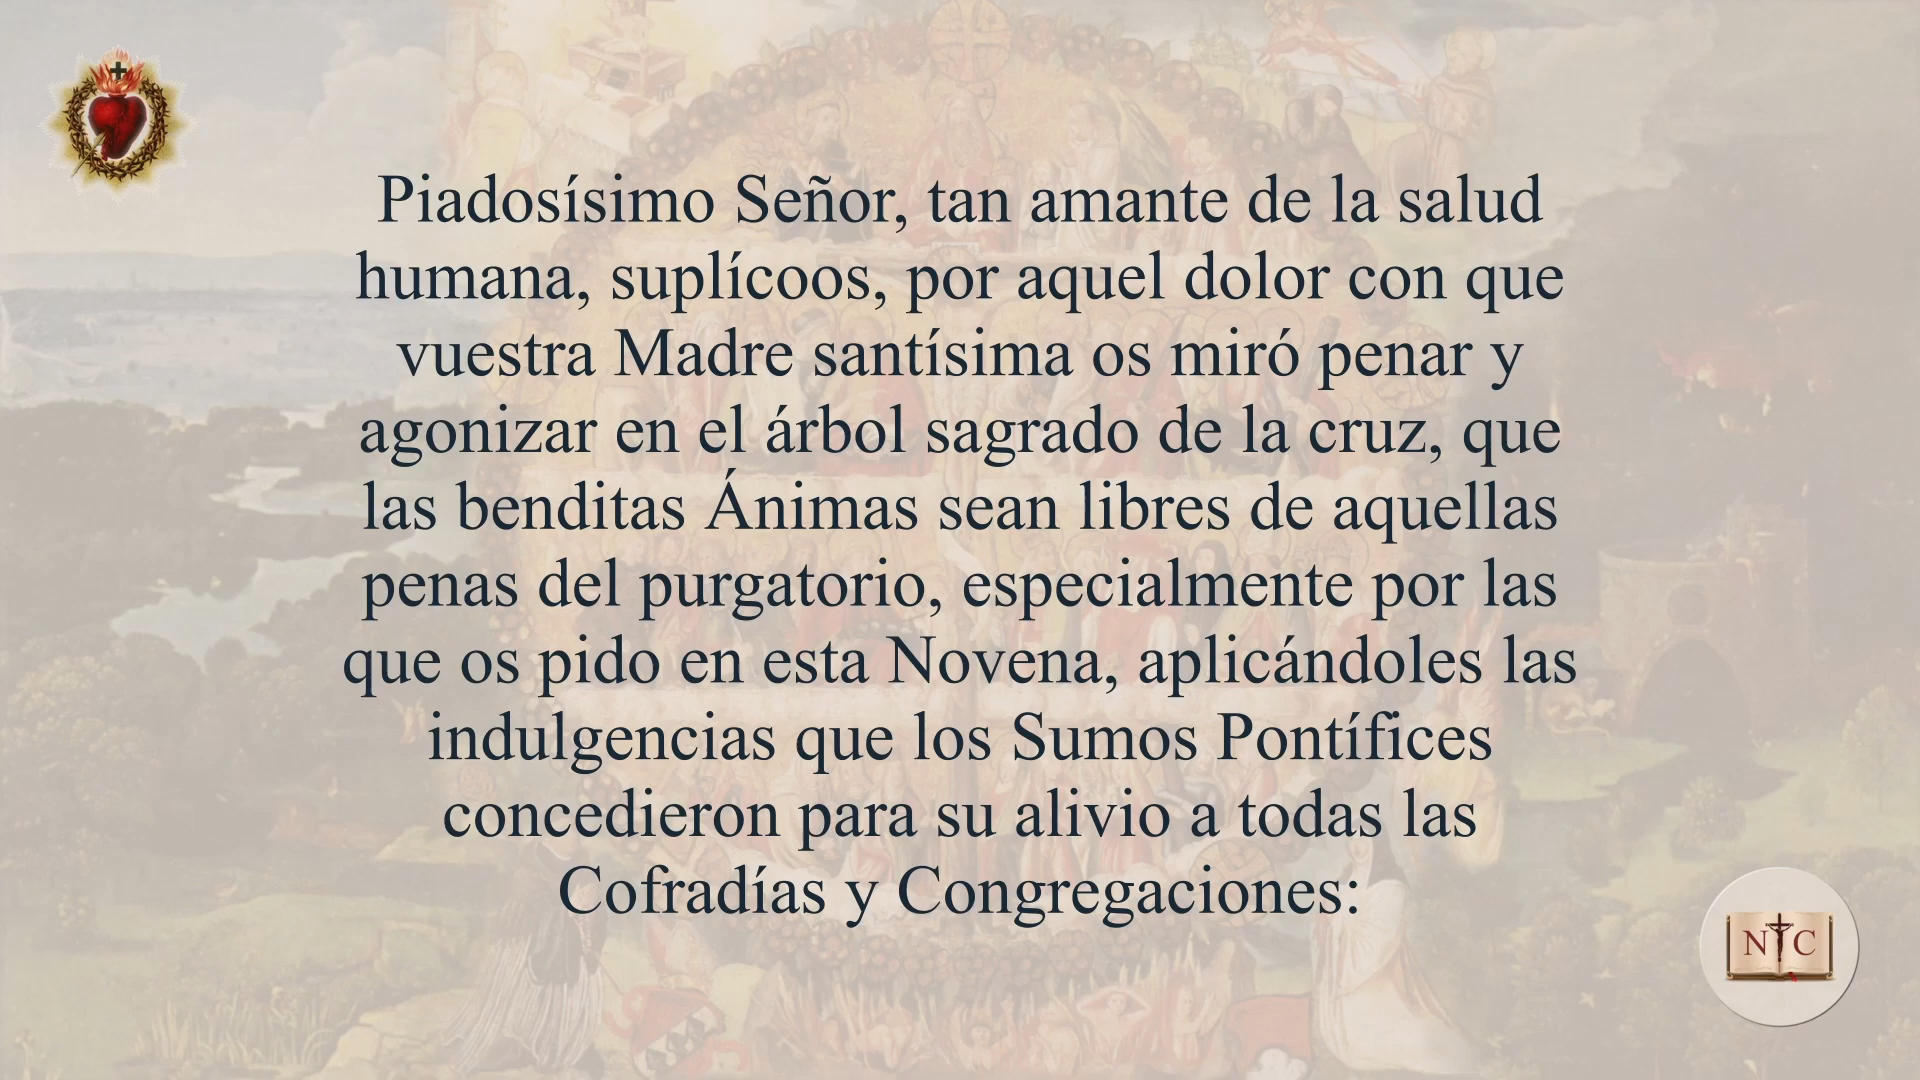 Piadosísimo Señor, tan amante de la salud
humana, suplícoos, por aquel dolor con que
vuestra Madre santísima os miró penar y
agonizar en el árbol sagrado de la cruz, que
las benditas Ánimas sean libres de aquellas
penas del purgatorio, especialmente por las
que os pido en esta Novena, aplicándoles las
indulgencias que los Sumos Pontífices
concedieron para su alivio a todas las
Cofradías y Congregaciones:
N C